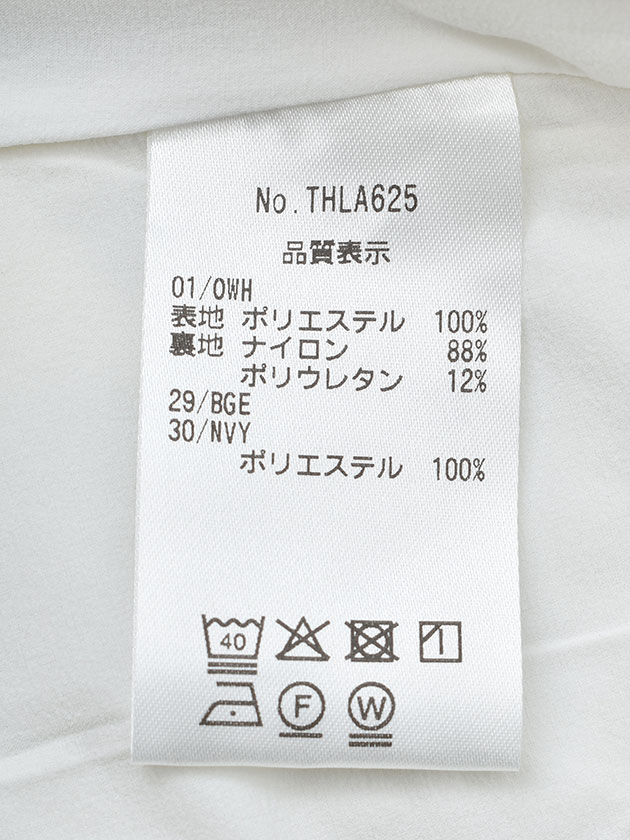 No.THLA625
品質表示
01/OWH
表地 ポリエステル 100%
裏地 ナイロン 88%
ポリウレタン 12%
29/BGE
30/NVY
ポリエステル 100%
40
F W